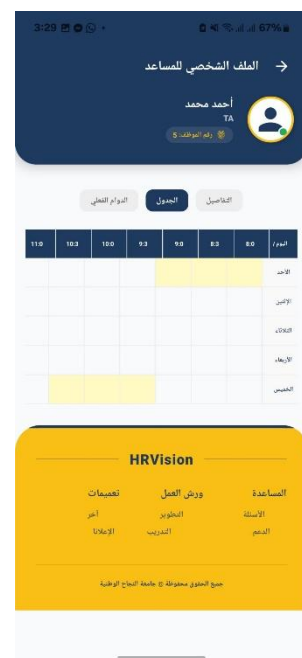 3:29
67%
الملف الشخصي للمساعد
أحمد محمد
TA
رقم الموظف: 5
التفاصيل الجدول الدوام الفعلي
اليوم/ 8:0 8:3 9:0 9:3 10:0 10:3 11:0
الأحد
الإثنين
الثلاثاء
الأربعاء
الخميس
HRVision
المساعدة ورش العمل تعميمات
الأسئلة التطوير أخر
الدعم التدريب الإعلانا
جميع الحقوق محفوظة © جامعة النجاح الوطنية